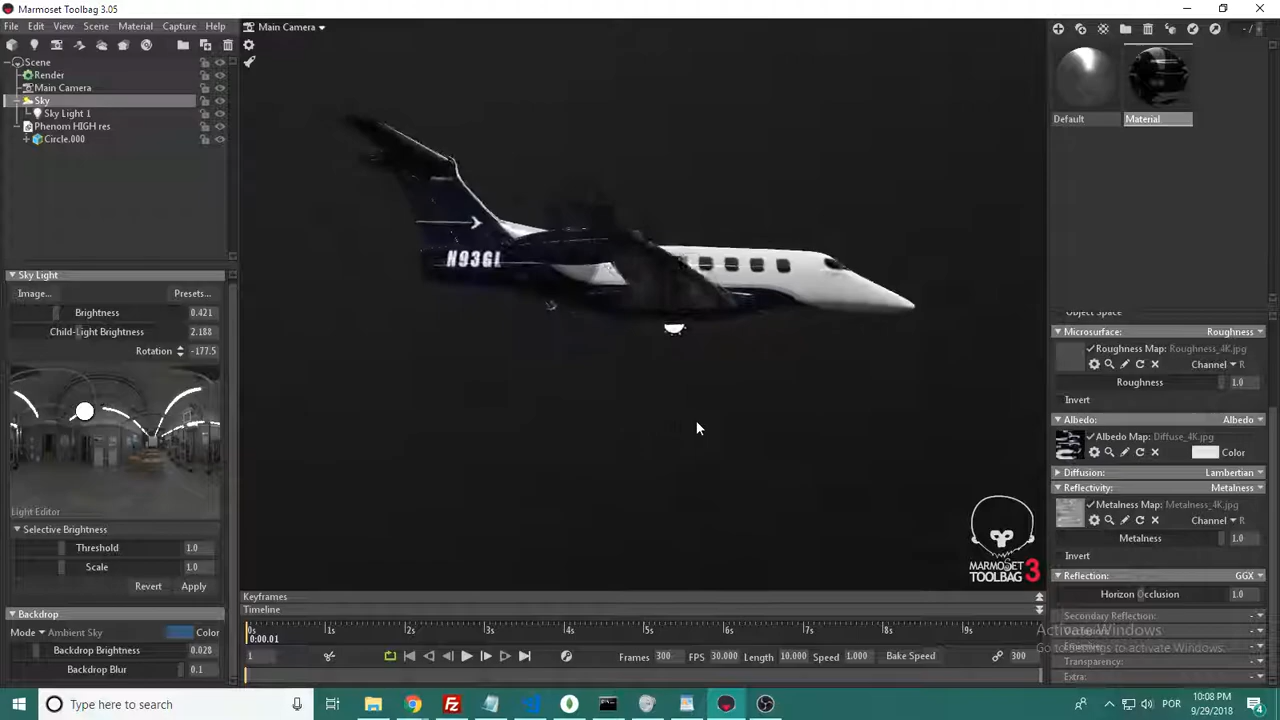 Marmoset Toolbag 3.05
File Edit View Scene Material Capture Help
Main Camera
Scene
Render
Main Camera
Sky
Sky Light 1
Phenom HIGH res
Circle.000
Default
Material
N93GL
Sky Light
Image... Presets...
Brightness 0.421
Child-Light Brightness 2.188
Rotation -177.5
Light Editor
Selective Brightness
Threshold 1.0
Scale 1.0
Revert Apply
Backdrop
Mode Ambient Sky Color
Backdrop Brightness 0.028
Backdrop Blur 0.1
Object Space
Microsurface: Roughness
Roughness Map: Roughness_4K.jpg
Channel R
Roughness 1.0
Invert
Albedo: Albedo
Albedo Map: Diffuse_4K.jpg
Color
Diffusion: Lambertian
Reflectivity: Metalness
Metalness Map: Metalness_4K.jpg
Channel R
Metalness 1.0
Invert
Reflection: GGX
Horizon Occlusion 1.0
Secondary Reflection:
Transparency:
Extra:
Activate Windows
Go to Settings to activate Windows.
MARMOSET
TOOLBAG 3
Keyframes
Timeline
0s 1s 2s 3s 4s 5s 6s 7s 8s 9s
0:00.01
1 Frames 300 FPS 30.000 Length 10.000 Speed 1.000 Bake Speed 300
Type here to search
POR
10:08 PM
9/29/2018
4